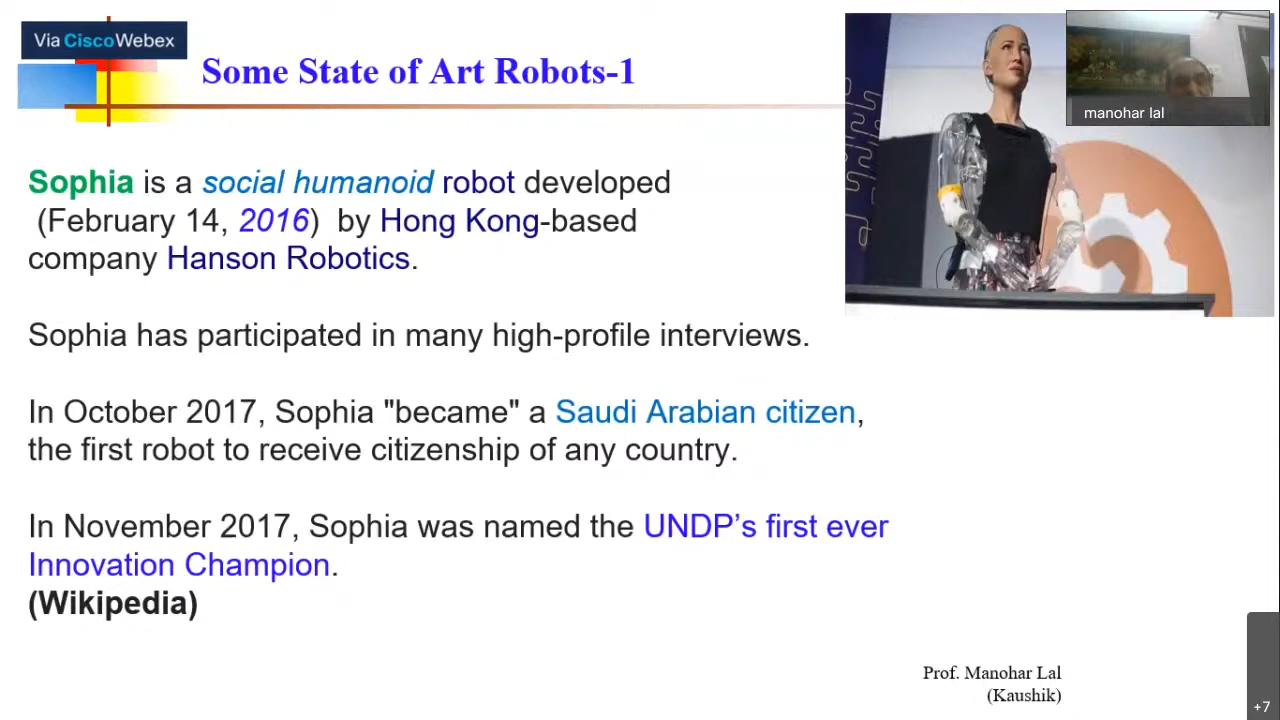 Via CiscoWebex
Some State of Art Robots-1
manohar lal
Sophia is a social humanoid robot developed
(February 14, 2016) by Hong Kong-based
company Hanson Robotics.
Sophia has participated in many high-profile interviews.
In October 2017, Sophia "became" a Saudi Arabian citizen,
the first robot to receive citizenship of any country.
In November 2017, Sophia was named the UNDP’s first ever
Innovation Champion.
(Wikipedia)
Prof. Manohar Lal
(Kaushik)
+7